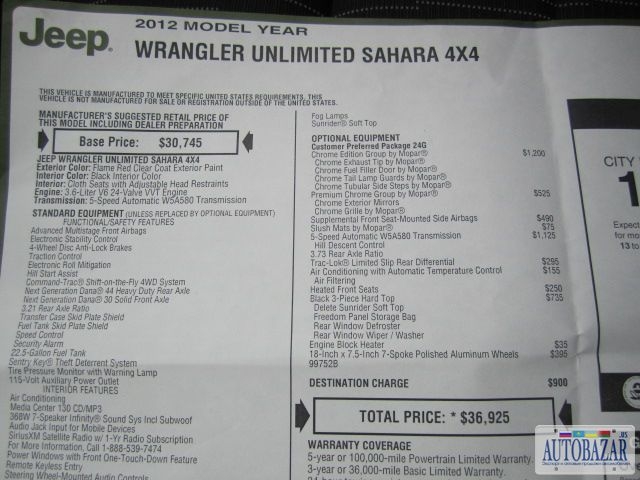 Jeep®
2012 MODEL YEAR
WRANGLER UNLIMITED SAHARA 4X4
THIS VEHICLE IS MANUFACTURED TO MEET SPECIFIC UNITED STATES REQUIREMENTS. THIS
VEHICLE IS NOT MANUFACTURED FOR SALE OR REGISTRATION OUTSIDE OF THE UNITED STATES.
MANUFACTURER'S SUGGESTED RETAIL PRICE OF
THIS MODEL INCLUDING DEALER PREPARATION
Base Price: $30,745
JEEP WRANGLER UNLIMITED SAHARA 4X4
Exterior Color: Flame Red Clear Coat Exterior Paint
Interior Color: Black Interior Color
Interior: Cloth Seats with Adjustable Head Restraints
Engine: 3.6-Liter V6 24-Valve VVT Engine
Transmission: 5-Speed Automatic W5A580 Transmission
STANDARD EQUIPMENT (UNLESS REPLACED BY OPTIONAL EQUIPMENT)
FUNCTIONAL/SAFETY FEATURES
Advanced Multistage Front Airbags
Electronic Stability Control
4-Wheel Disc Anti-Lock Brakes
Traction Control
Electronic Roll Mitigation
Hill Start Assist
Command-Trac® Shift-on-the-Fly 4WD System
Next Generation Dana® 44 Heavy Duty Rear Axle
Next Generation Dana® 30 Solid Front Axle
3.21 Rear Axle Ratio
Transfer Case Skid Plate Shield
Fuel Tank Skid Plate Shield
Speed Control
Security Alarm
22.5-Gallon Fuel Tank
Sentry Key® Theft Deterrent System
Tire Pressure Monitor with Warning Lamp
115-Volt Auxiliary Power Outlet
INTERIOR FEATURES
Air Conditioning
Media Center 130 CD/MP3
368W 7-Speaker Infinity® Sound Sys Incl Subwoof
Audio Jack Input for Mobile Devices
SiriusXM Satellite Radio w/ 1-Yr Radio Subscription
For More Information, Call 1-888-539-7474
Power Windows with Front One-Touch-Down Feature
Remote Keyless Entry
Steering Wheel-Mounted Audio Controls
Fog Lamps
Sunrider® Soft Top
OPTIONAL EQUIPMENT
Customer Preferred Package 24G
Chrome Edition Group by Mopar® $1,200
Chrome Exhaust Tip by Mopar®
Chrome Fuel Filler Door by Mopar®
Chrome Tail Lamp Guards by Mopar®
Chrome Tubular Side Steps by Mopar®
Premium Chrome Group by Mopar® $525
Chrome Exterior Mirrors
Chrome Grille by Mopar®
Supplemental Front Seat-Mounted Side Airbags $490
Slush Mats by Mopar® $75
5-Speed Automatic W5A580 Transmission $1,125
Hill Descent Control
3.73 Rear Axle Ratio
Trac-Lok® Limited Slip Rear Differential $295
Air Conditioning with Automatic Temperature Control $155
Air Filtering
Heated Front Seats $250
Black 3-Piece Hard Top $735
Delete Sunrider Soft Top
Freedom Panel Storage Bag
Rear Window Defroster
Rear Window Wiper / Washer
Engine Block Heater $35
18-Inch x 7.5-Inch 7-Spoke Polished Aluminum Wheels $395
99752B
DESTINATION CHARGE $900
TOTAL PRICE: * $36,925
WARRANTY COVERAGE
5-year or 100,000-mile Powertrain Limited Warranty.
3-year or 36,000-mile Basic Limited Warranty.
CITY
1
Expect
for mo
13 to
AUTOBAZAR.US